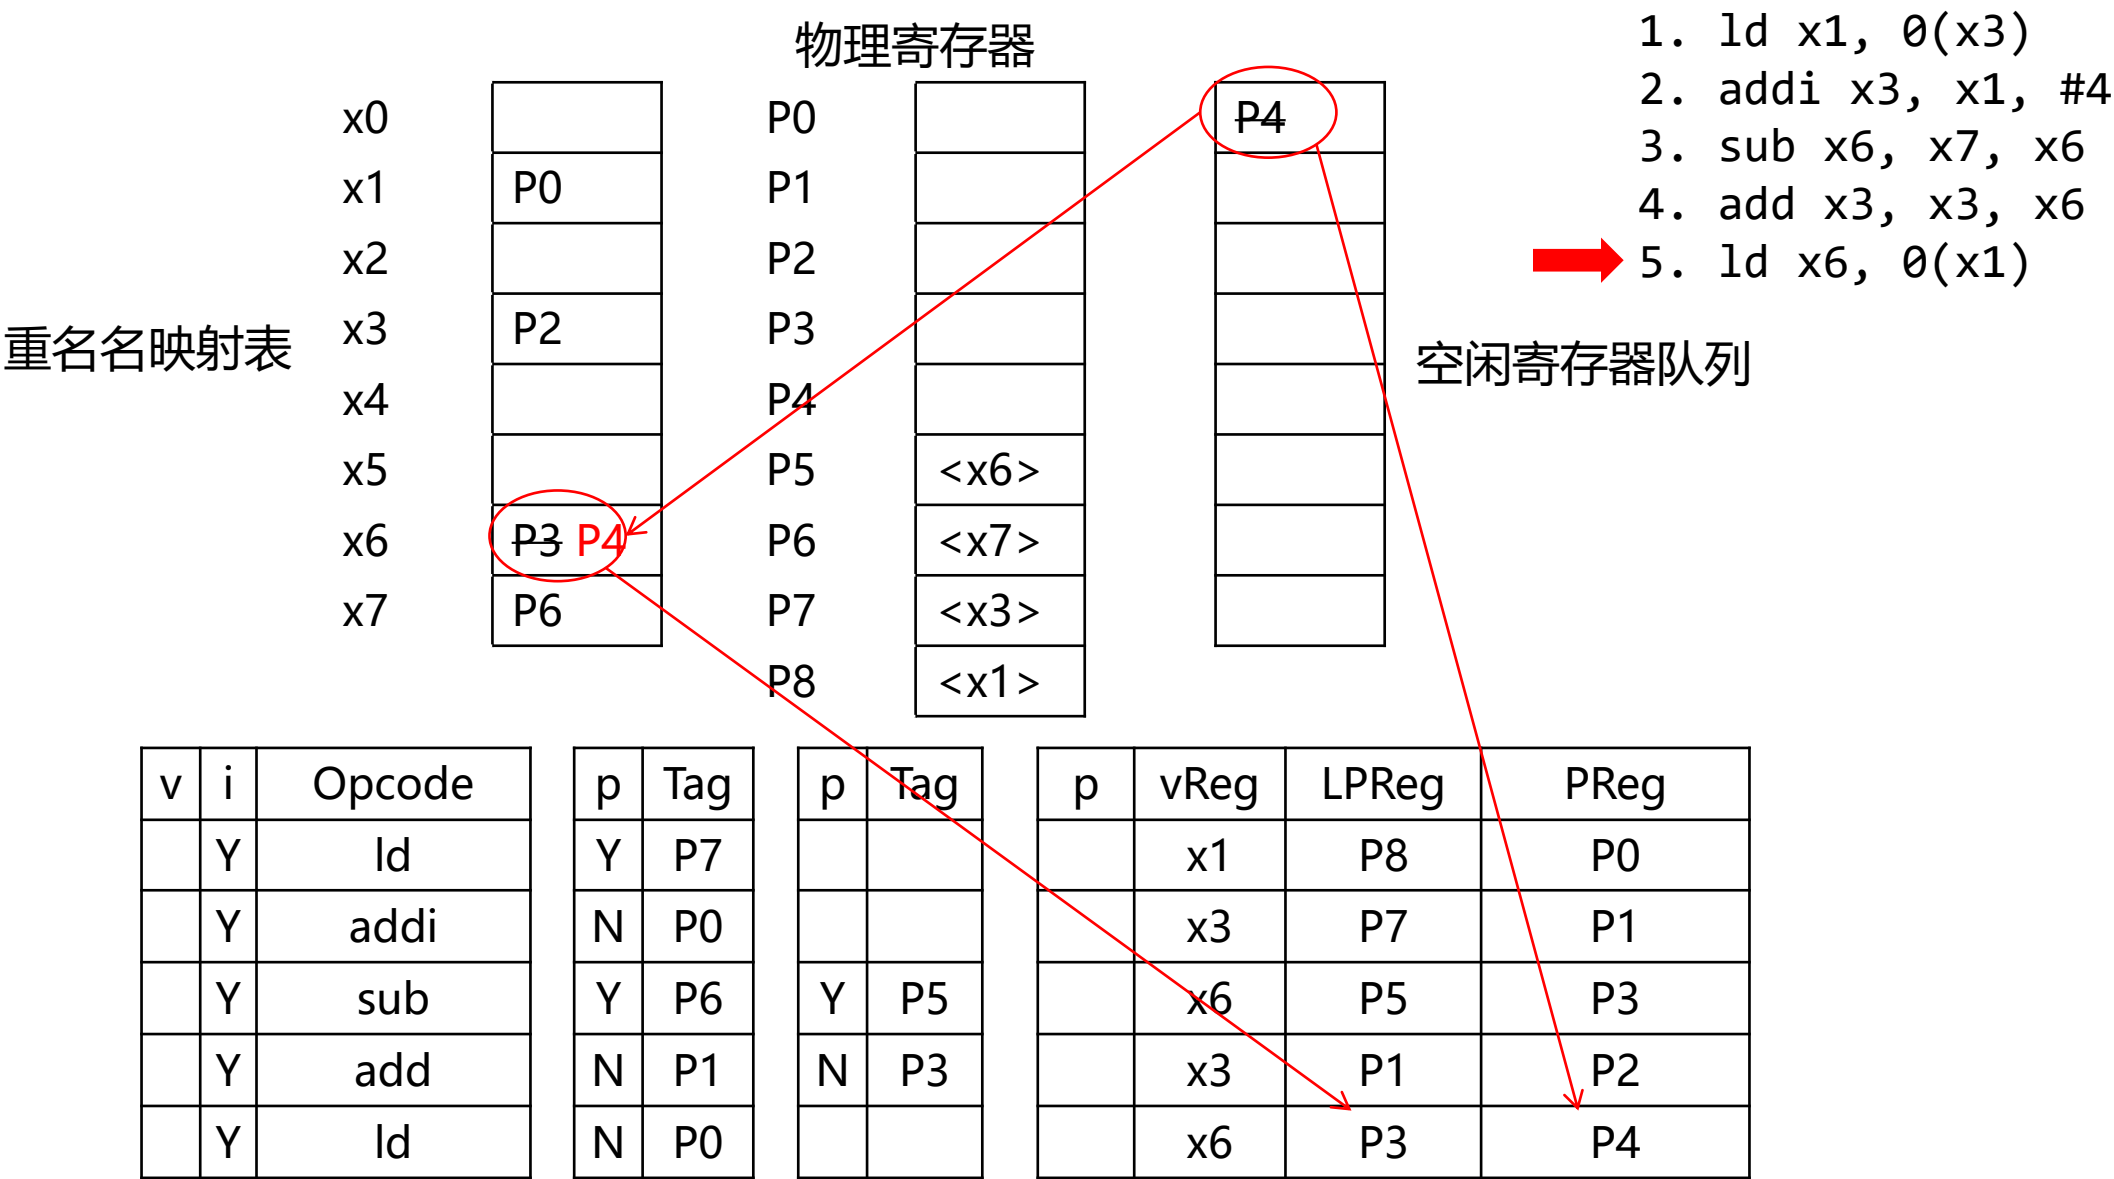 物理寄存器
1. ld x1, 0(x3)
2. addi x3, x1, #4
3. sub x6, x7, x6
4. add x3, x3, x6
5. ld x6, 0(x1)
重名名映射表
空闲寄存器队列
x0 P0 P4
x1 P0 P1
x2 P2
x3 P2 P3
x4 P4
x5 P5 <x6>
x6 P3 P4 P6 <x7>
x7 P6 P7 <x3>
P8 <x1>
v i Opcode p Tag p Tag p vReg LPReg PReg
Y ld Y P7 x1 P8 P0
Y addi N P0 x3 P7 P1
Y sub Y P6 Y P5 x6 P5 P3
Y add N P1 N P3 x3 P1 P2
Y ld N P0 x6 P3 P4